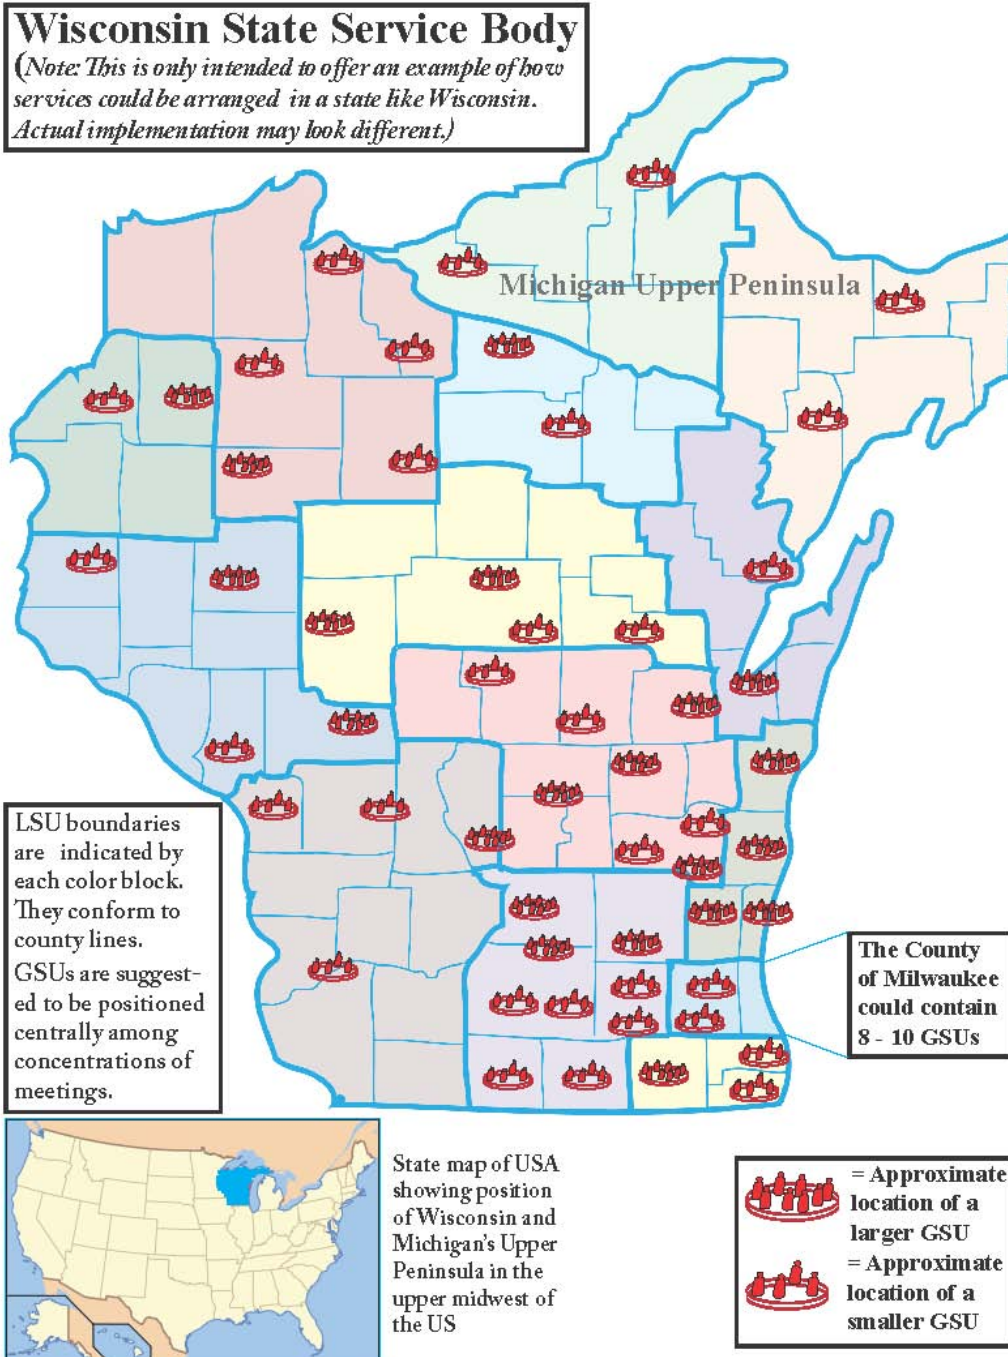 Wisconsin State Service Body
(Note: This is only intended to offer an example of how
services could be arranged in a state like Wisconsin.
Actual implementation may look different.)
Michigan Upper Peninsula
LSU boundaries
are indicated by
each color block.
They conform to
county lines.
GSUs are suggest-
ed to be positioned
centrally among
concentrations of
meetings.
The County
of Milwaukee
could contain
8 - 10 GSUs
State map of USA
showing position
of Wisconsin and
Michigan's Upper
Peninsula in the
upper midwest of
the US
= Approximate
location of a
larger GSU
= Approximate
location of a
smaller GSU